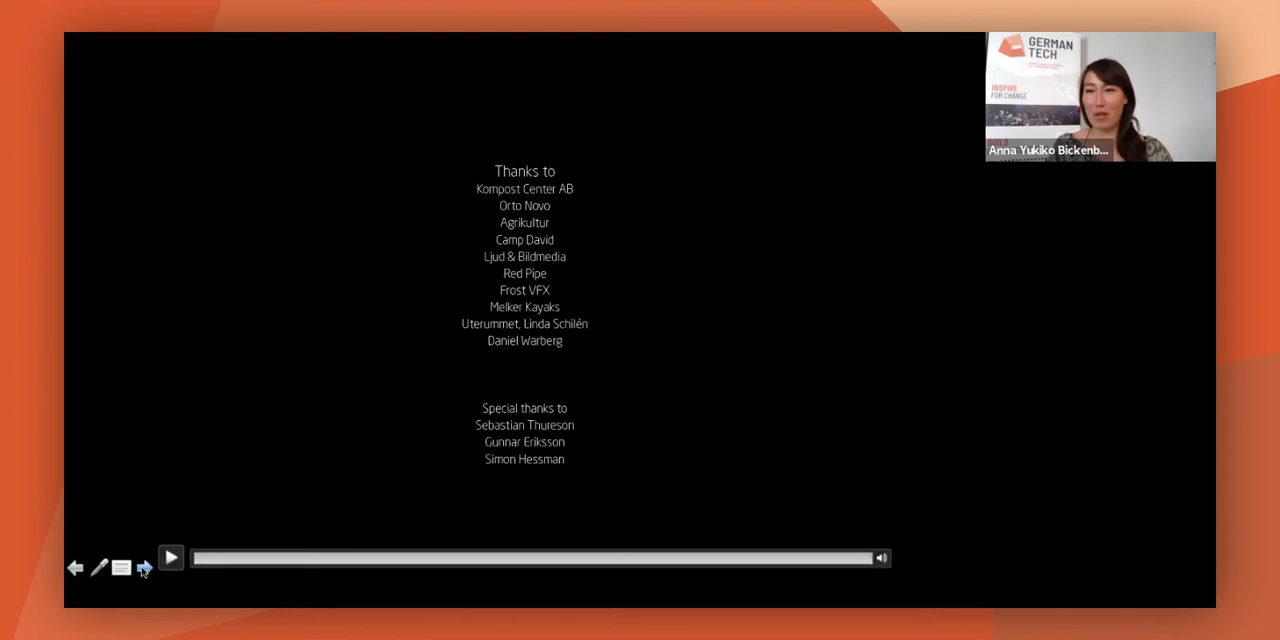 Thanks to
Kompost Center AB
Orto Novo
Agrikultur
Camp David
Ljud & Bildmedia
Red Pipe
Frost VFX
Melker Kayaks
Uterummet, Linda Schilén
Daniel Warberg
Special thanks to
Sebastian Thureson
Gunnar Eriksson
Simon Hessman
GERMAN
TECH
INSPIRE
FOR CHANGE
Anna Yukiko Bickenb...